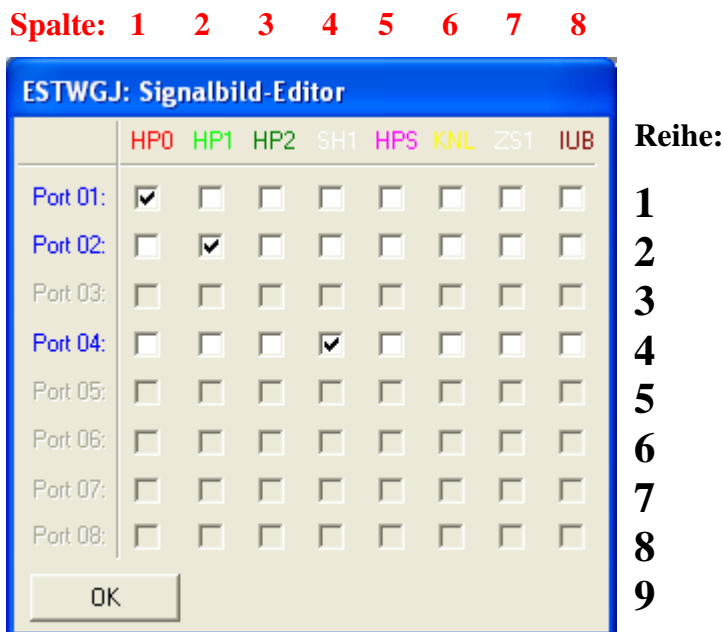 Spalte: 1 2 3 4 5 6 7 8
ESTWGJ: Signalbild-Editor
HP0 HP1 HP2 SH1 HPS KNL ZS1 IUB Reihe:
Port 01: 1
Port 02: 2
Port 03: 3
Port 04: 4
Port 05: 5
Port 06: 6
Port 07: 7
Port 08: 8
OK 9